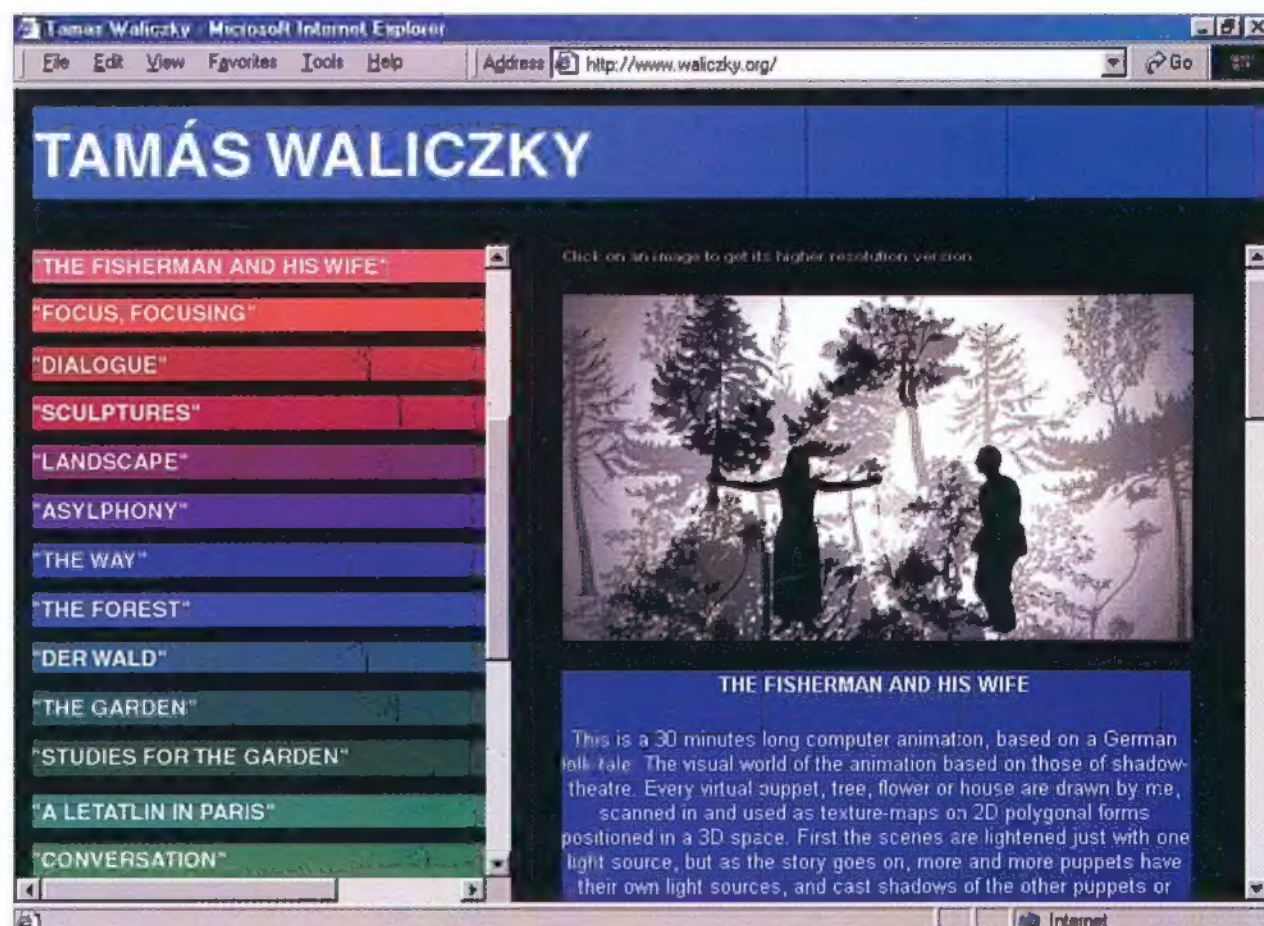 Tamas Waliczky - Microsoft Internet Explorer
File Edit View Favorites Tools Help Address http://www.waliczky.org/ Go
TAMÁS WALICZKY
"THE FISHERMAN AND HIS WIFE"
"FOCUS, FOCUSING"
"DIALOGUE"
"SCULPTURES"
"LANDSCAPE"
"ASYLPHONY"
"THE WAY"
"THE FOREST"
"DER WALD"
"THE GARDEN"
"STUDIES FOR THE GARDEN"
"A LETATLIN IN PARIS"
"CONVERSATION"
Click on an image to get its higher resolution version
THE FISHERMAN AND HIS WIFE
This is a 30 minutes long computer animation, based on a German
folk tale. The visual world of the animation based on those of shadow-
theatre. Every virtual puppet, tree, flower or house are drawn by me,
scanned in and used as texture-maps on 2D polygonal forms
positioned in a 3D space. First the scenes are lightened just with one
light source, but as the story goes on, more and more puppets have
their own light sources, and cast shadows of the other puppets or
Internet